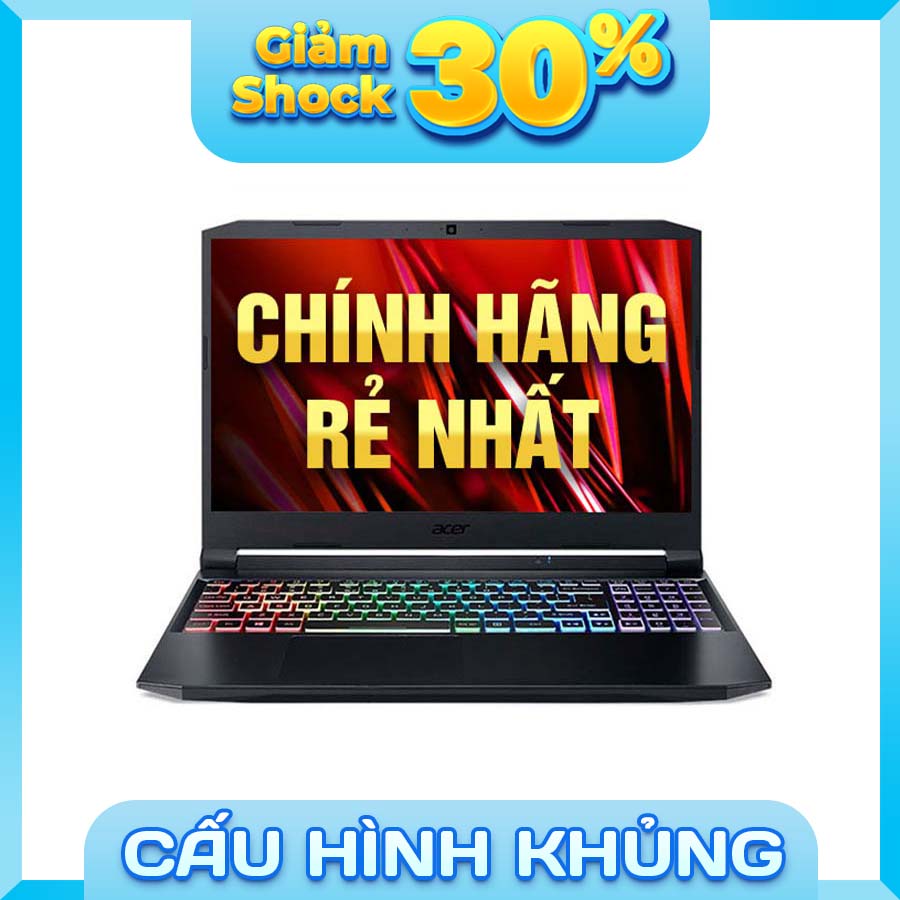 Giảm
Shock 30%
CHÍNH HÃNG
RẺ NHẤT
acer
CẤU HÌNH KHỦNG